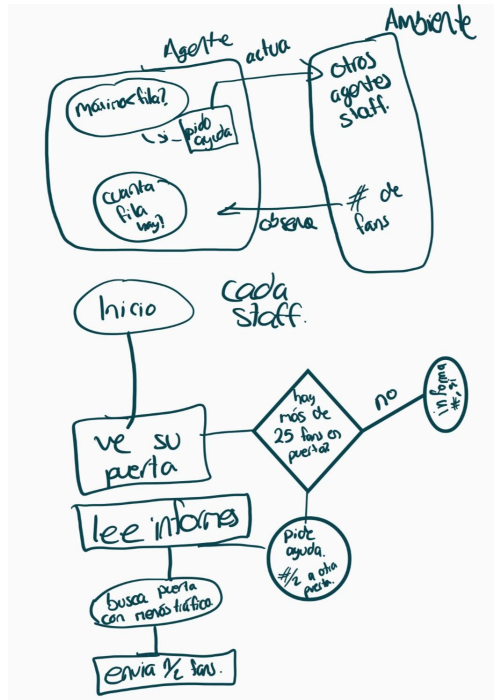 Ambiente
Agente
actua
otros
agentes
staff.
máximo<fila?
si
pido
ayuda
cuanta
fila
hay?
observa
# de
fans
Inicio
cada
staff.
ve su
puerta
hay
más de
25 fans en
puerta?
no
informa
lee informes
Pide
ayuda.
#/2 a otra
puerta.
busca puerta
con menos tráfico
envia 1/2 fans.